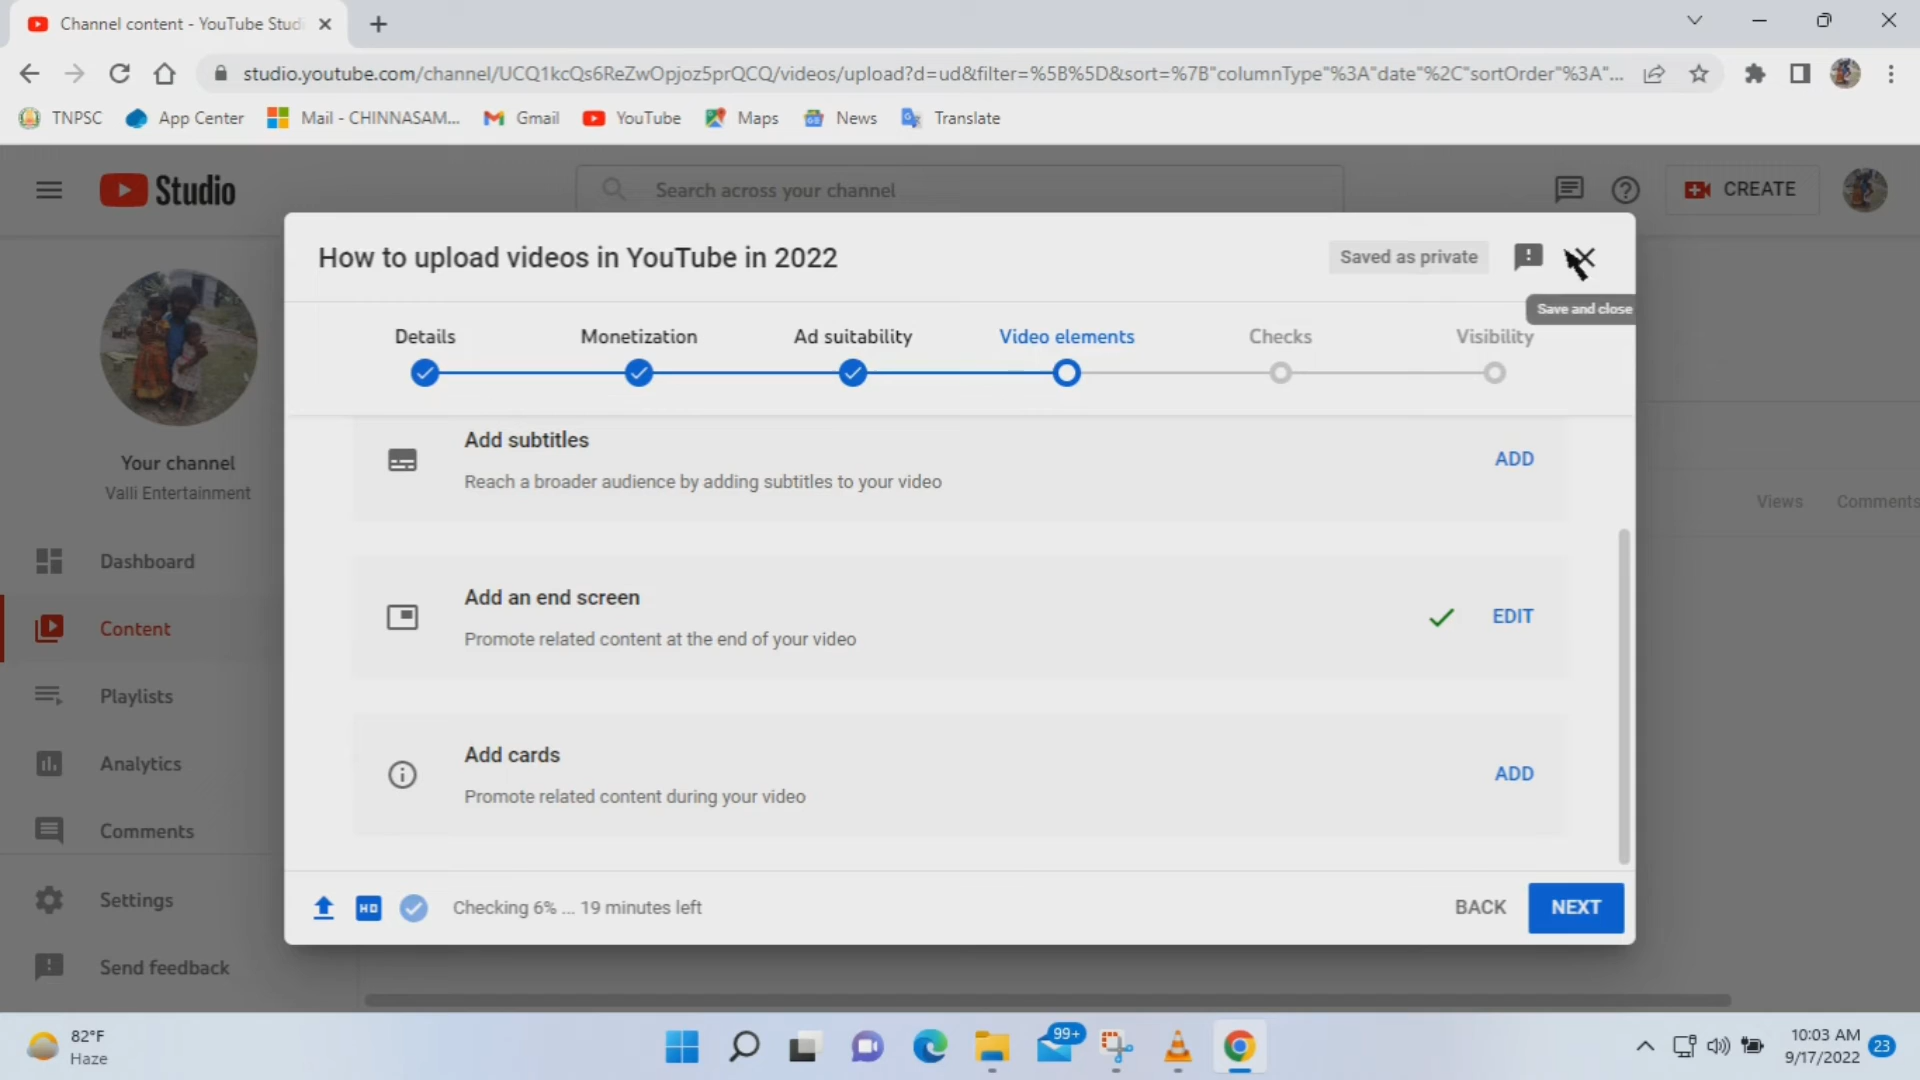 Channel content - YouTube Studi
studio.youtube.com/channel/UCQ1kcQs6ReZwOpjoz5prQCQ/videos/upload?d=ud&filter=%5B%5D&sort=%7B"columnType"%3A"date"%2C"sortOrder"%3A"...
TNPSC
App Center
Mail - CHINNASAM...
Gmail
YouTube
Maps
News
Translate
Studio
Search across your channel
CREATE
How to upload videos in YouTube in 2022
Saved as private
Save and close
Details
Monetization
Ad suitability
Video elements
Checks
Visibility
Your channel
Valli Entertainment
Dashboard
Content
Playlists
Analytics
Comments
Settings
Send feedback
Add subtitles
Reach a broader audience by adding subtitles to your video
ADD
Add an end screen
Promote related content at the end of your video
EDIT
Add cards
Promote related content during your video
ADD
Views
Comments
HD
Checking 6% ... 19 minutes left
BACK
NEXT
82°F
Haze
99+
10:03 AM
9/17/2022
23